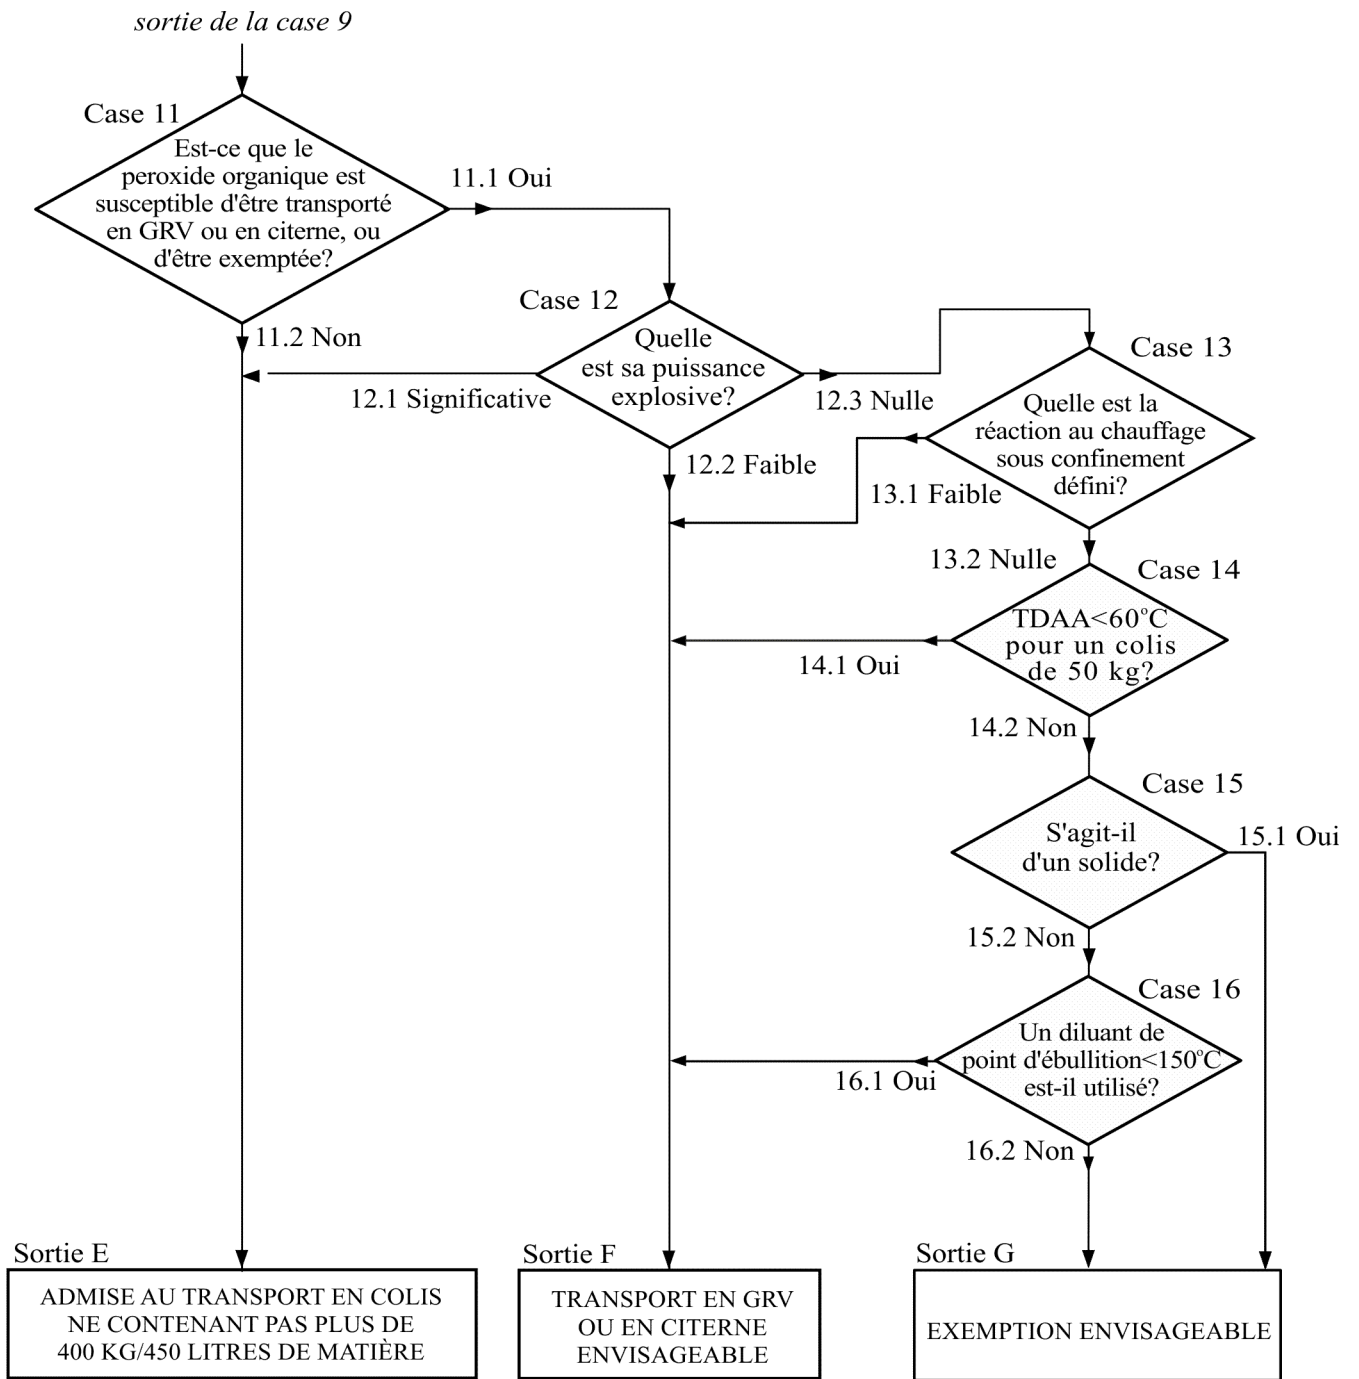 sortie de la case 9
Case 11
Est-ce que le
peroxide organique est
susceptible d'être transporté
en GRV ou en citerne, ou
d'être exemptée?
11.1 Oui
11.2 Non
Case 12
Quelle
est sa puissance
explosive?
12.1 Significative
12.3 Nulle
12.2 Faible
Case 13
Quelle est la
réaction au chauffage
sous confinement
défini?
13.1 Faible
13.2 Nulle
Case 14
TDAA<60°C
pour un colis
de 50 kg?
14.1 Oui
14.2 Non
Case 15
S'agit-il
d'un solide?
15.1 Oui
15.2 Non
Case 16
Un diluant de
point d'ébullition<150°C
est-il utilisé?
16.1 Oui
16.2 Non
Sortie E
ADMISE AU TRANSPORT EN COLIS
NE CONTENANT PAS PLUS DE
400 KG/450 LITRES DE MATIÈRE
Sortie F
TRANSPORT EN GRV
OU EN CITERNE
ENVISAGEABLE
Sortie G
EXEMPTION ENVISAGEABLE